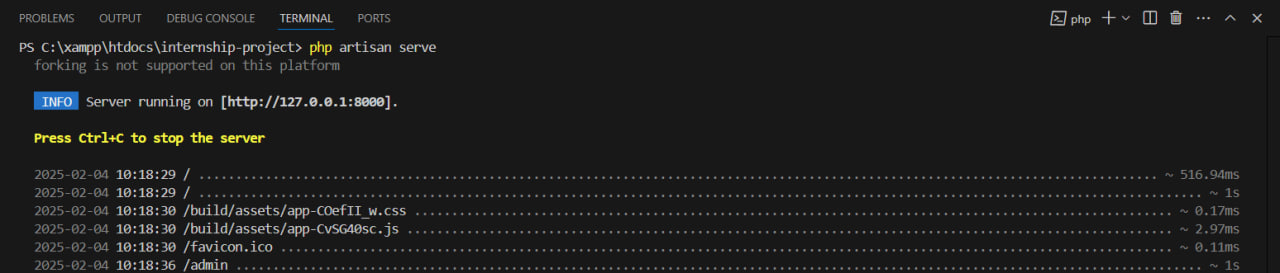 PROBLEMS OUTPUT DEBUG CONSOLE TERMINAL PORTS php
PS C:\xampp\htdocs\internship-project> php artisan serve
forking is not supported on this platform
INFO Server running on [http://127.0.0.1:8000].
Press Ctrl+C to stop the server
2025-02-04 10:18:29 / ........................................................................................................................ ~ 516.94ms
2025-02-04 10:18:29 / ............................................................................................................................. ~ 1s
2025-02-04 10:18:30 /build/assets/app-COefII_w.css ............................................................................................... ~ 0.17ms
2025-02-04 10:18:30 /build/assets/app-CvSG40sc.js ................................................................................................ ~ 2.97ms
2025-02-04 10:18:30 /favicon.ico ................................................................................................................ ~ 0.11ms
2025-02-04 10:18:36 /admin ......................................................................................................................... ~ 1s